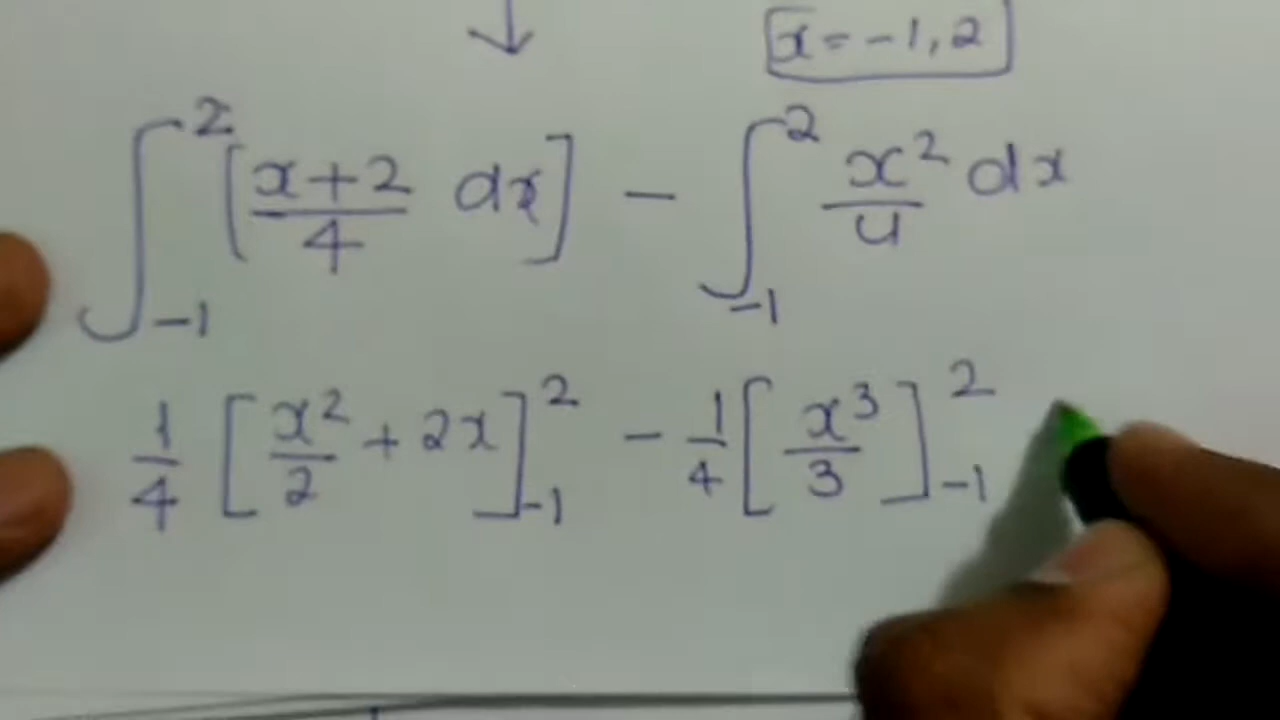 x = -1, 2
∫_{-1}^{2} [x+2/4 dx] - ∫_{-1}^{2} x²/4 dx
1/4 [x²/2 + 2x]_{-1}^{2} - 1/4 [x³/3]_{-1}^{2}